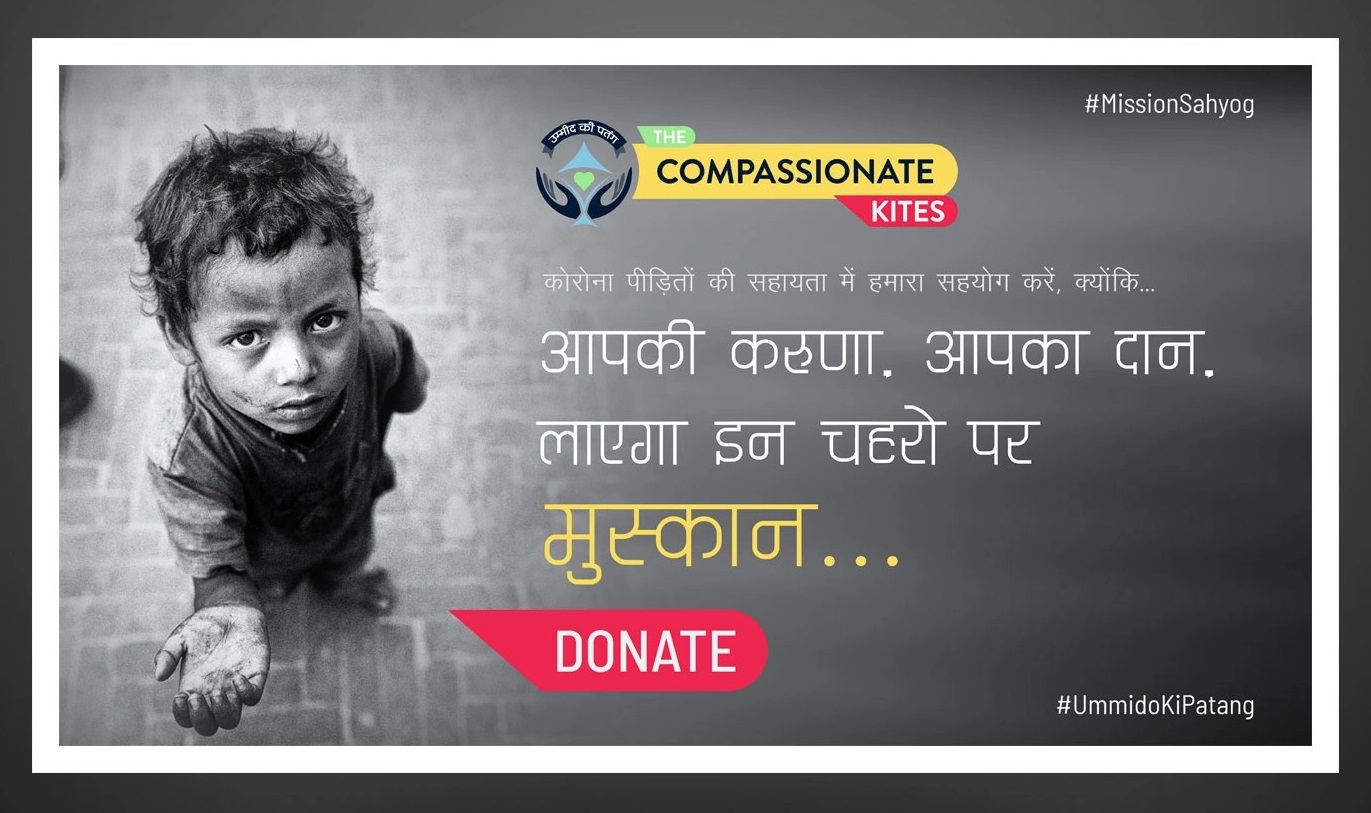 #MissionSahyog
उम्मीद की पतंग
THE
COMPASSIONATE
KITES
कोरोना पीड़ितों की सहायता में हमारा सहयोग करें, क्योंकि...
आपकी करुणा, आपका दान,
लाएगा इन चहरो पर
मुस्कान...
DONATE
#UmmidoKiPatang